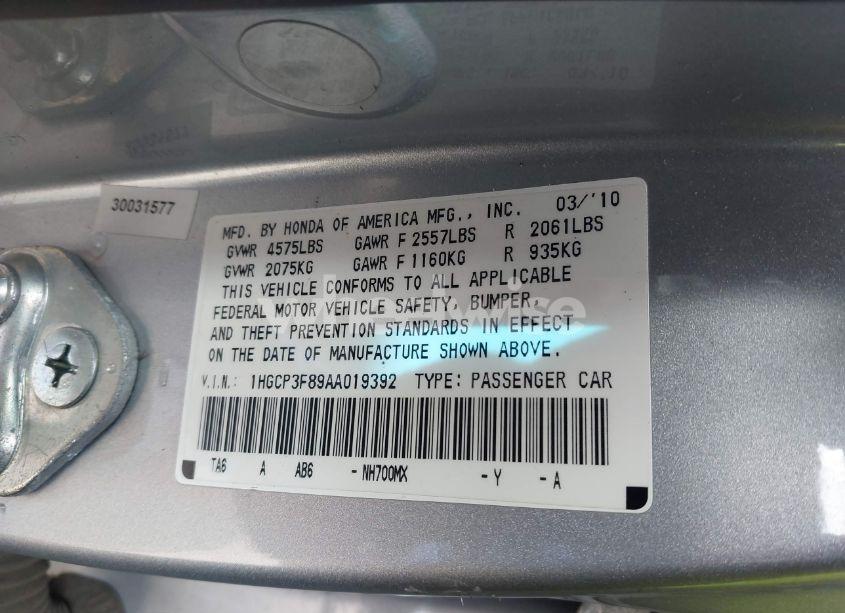 30031577
MFD. BY HONDA OF AMERICA MFG., INC. 03/'10
GVWR 4575LBS GAWR F 2557LBS R 2061LBS
GVWR 2075KG GAWR F 1160KG R 935KG
THIS VEHICLE CONFORMS TO ALL APPLICABLE
FEDERAL MOTOR VEHICLE SAFETY, BUMPER,
AND THEFT PREVENTION STANDARDS IN EFFECT
ON THE DATE OF MANUFACTURE SHOWN ABOVE.
V.I.N.: 1HGCP3F89AA019392 TYPE: PASSENGER CAR
TA6 A AB6 - NH700MX - Y - A